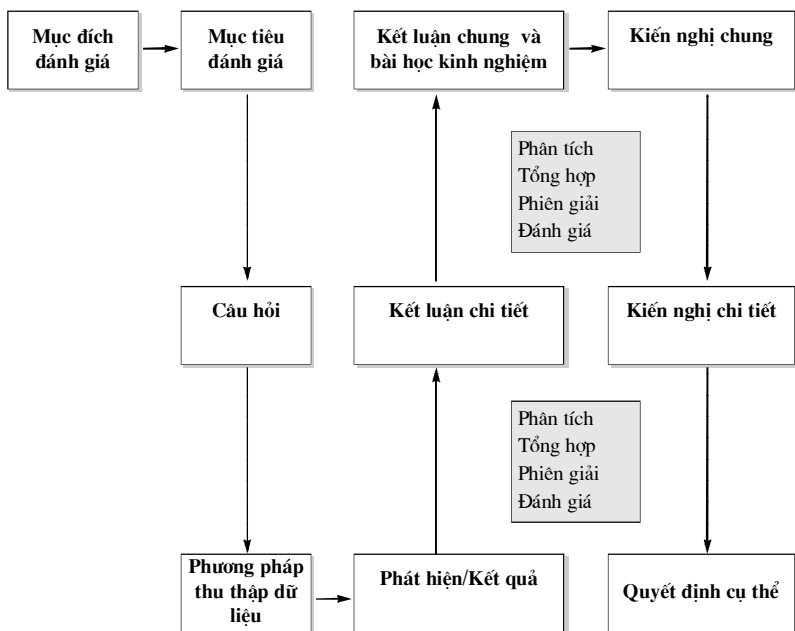 Mục đích
đánh giá
Mục tiêu
đánh giá
Kết luận chung và
bài học kinh nghiệm
Kiến nghị chung
Phân tích
Tổng hợp
Phiên giải
Đánh giá
Câu hỏi
Kết luận chi tiết
Kiến nghị chi tiết
Phân tích
Tổng hợp
Phiên giải
Đánh giá
Phương pháp
thu thập dữ
liệu
Phát hiện/Kết quả
Quyết định cụ thể